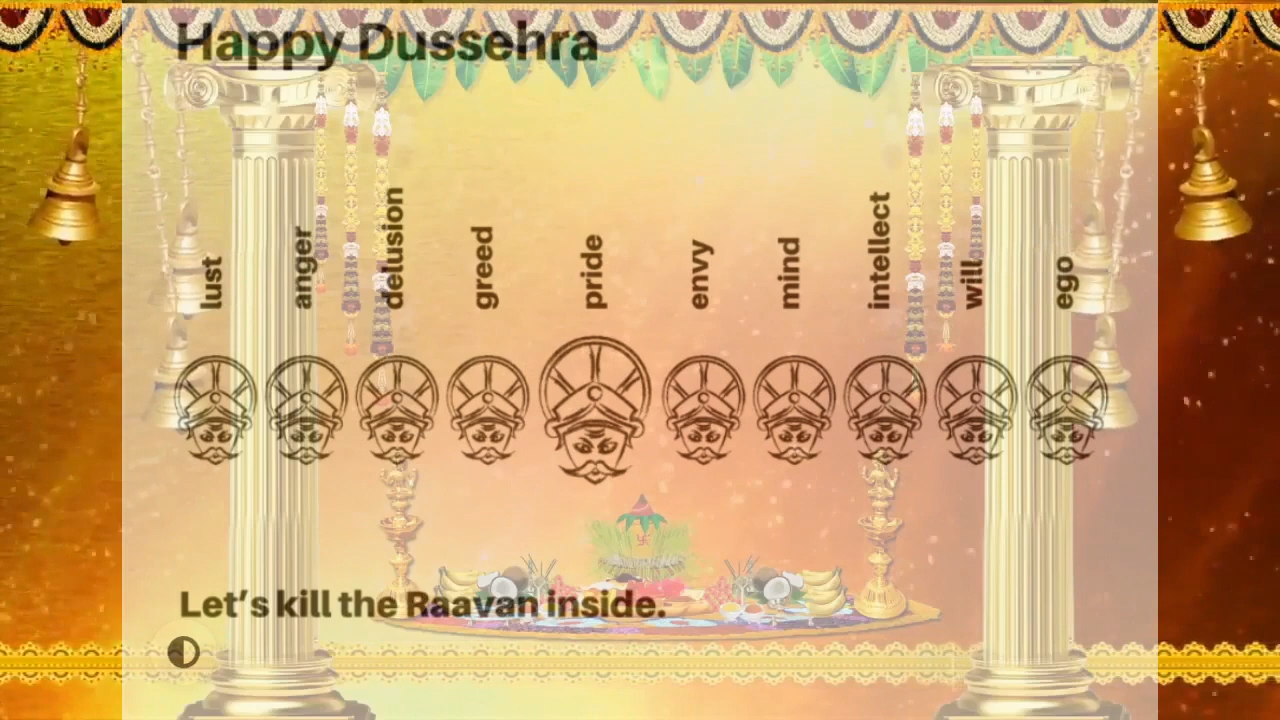 Happy Dussehra
lust
anger
delusion
greed
pride
envy
mind
intellect
will
ego
Let's kill the Raavan inside.